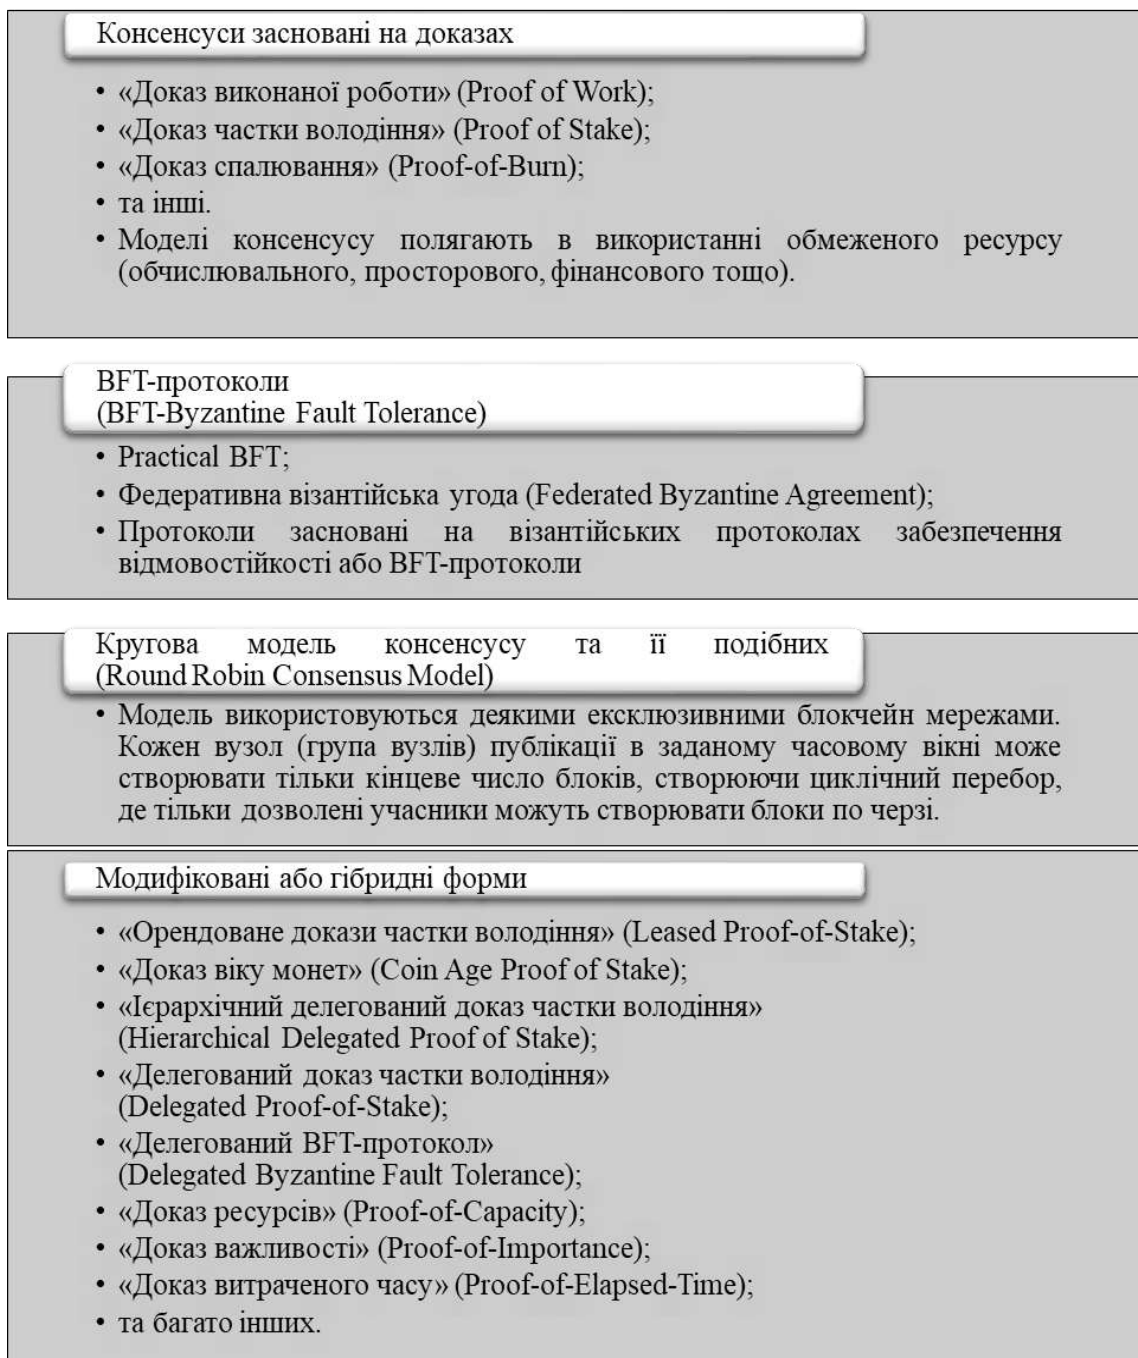 Консенсуси засновані на доказах
• «Доказ виконаної роботи» (Proof of Work);
• «Доказ частки володіння» (Proof of Stake);
• «Доказ спалювання» (Proof-of-Burn);
• та інші.
• Моделі консенсусу полягають в використанні обмеженого ресурсу
(обчислювального, просторового, фінансового тощо).
BFT-протоколи
(BFT-Byzantine Fault Tolerance)
• Practical BFT;
• Федеративна візантійська угода (Federated Byzantine Agreement);
• Протоколи засновані на візантійських протоколах забезпечення
відмовостійкості або BFT-протоколи
Кругова модель консенсусу та її подібних
(Round Robin Consensus Model)
• Модель використовуються деякими ексклюзивними блокчейн мережами.
Кожен вузол (група вузлів) публікації в заданому часовому вікні може
створювати тільки кінцеве число блоків, створюючи циклічний перебор,
де тільки дозволені учасники можуть створювати блоки по черзі.
Модифіковані або гібридні форми
• «Орендоване докази частки володіння» (Leased Proof-of-Stake);
• «Доказ віку монет» (Coin Age Proof of Stake);
• «Ієрархічний делегований доказ частки володіння»
(Hierarchical Delegated Proof of Stake);
• «Делегований доказ частки володіння»
(Delegated Proof-of-Stake);
• «Делегований BFT-протокол»
(Delegated Byzantine Fault Tolerance);
• «Доказ ресурсів» (Proof-of-Capacity);
• «Доказ важливості» (Proof-of-Importance);
• «Доказ витраченого часу» (Proof-of-Elapsed-Time);
• та багато інших.